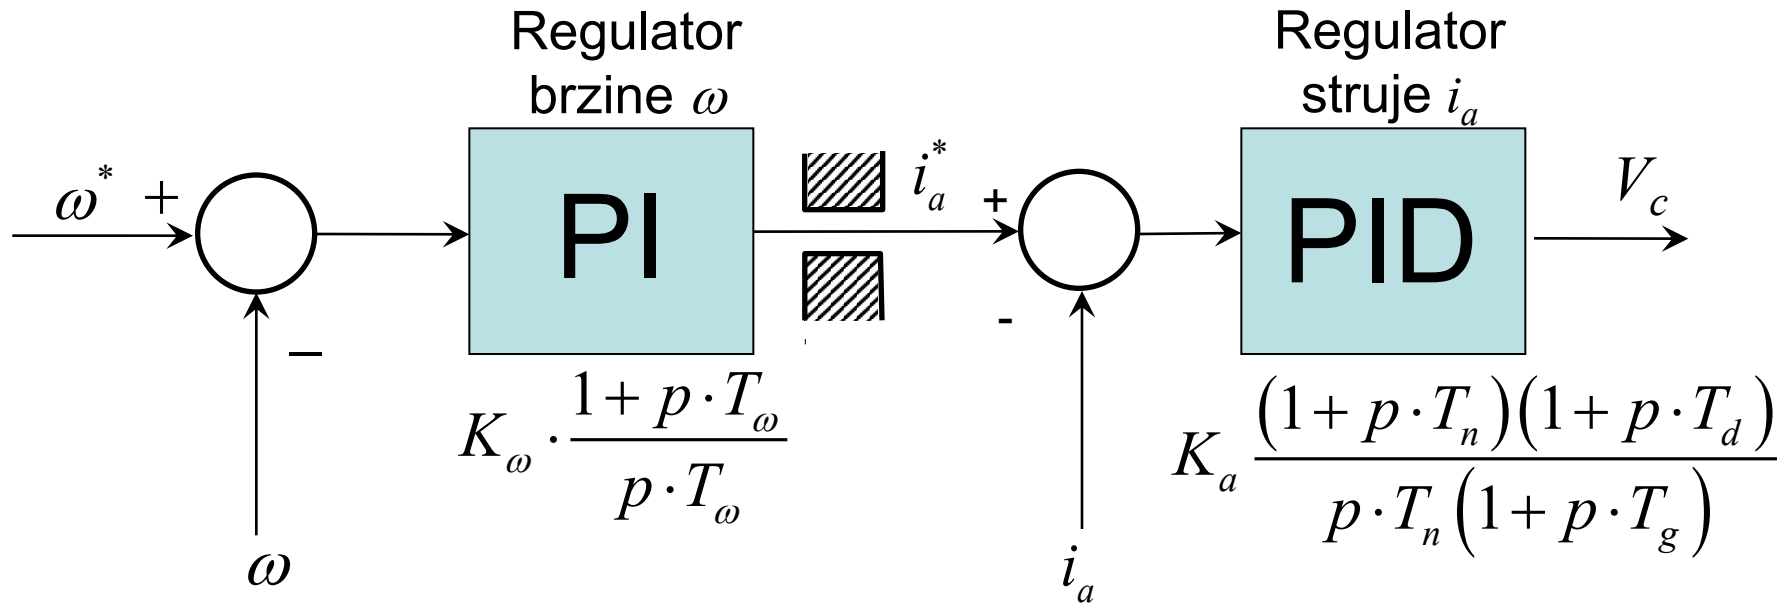 Regulator
brzine ω
Regulator
struje i_a
ω* +
PI
i_a^*
+
PID
V_c
−
-
K_ω · (1 + p · T_ω) / (p · T_ω)
K_a (1 + p · T_n)(1 + p · T_d) / (p · T_n (1 + p · T_g))
ω
i_a